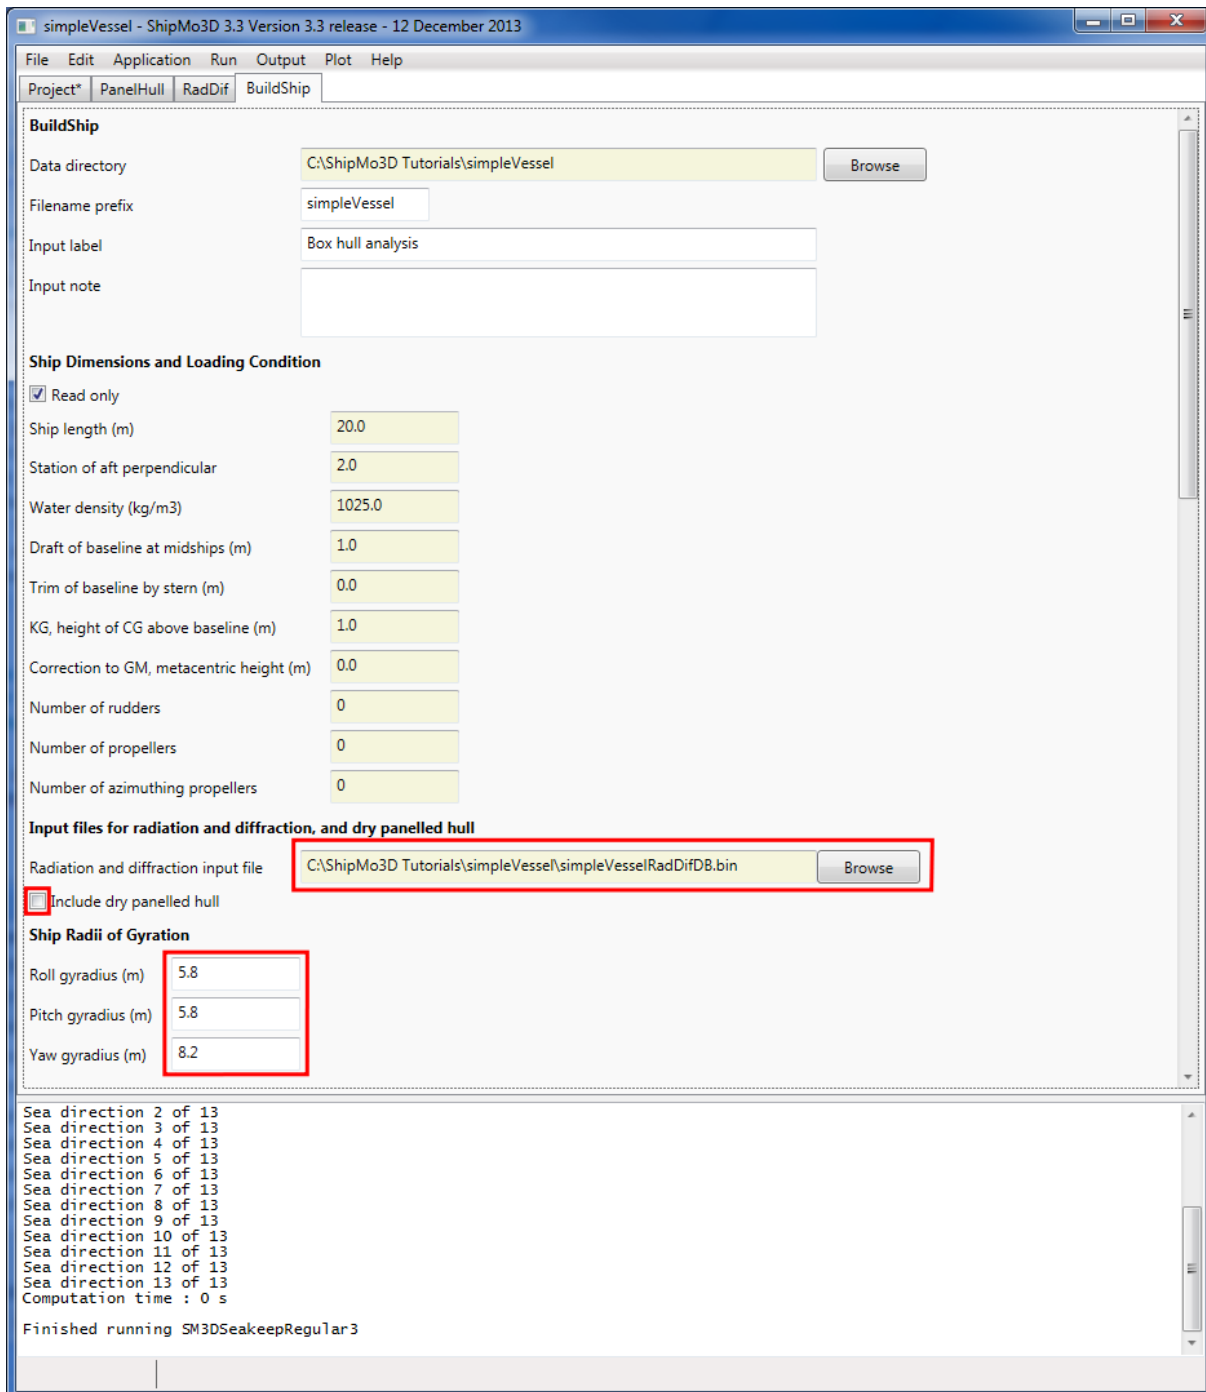 simpleVessel - ShipMo3D 3.3 Version 3.3 release - 12 December 2013
File Edit Application Run Output Plot Help
Project* PanelHull RadDif BuildShip
BuildShip
Data directory C:\ShipMo3D Tutorials\simpleVessel Browse
Filename prefix simpleVessel
Input label Box hull analysis
Input note
Ship Dimensions and Loading Condition
Read only
Ship length (m) 20.0
Station of aft perpendicular 2.0
Water density (kg/m3) 1025.0
Draft of baseline at midships (m) 1.0
Trim of baseline by stern (m) 0.0
KG, height of CG above baseline (m) 1.0
Correction to GM, metacentric height (m) 0.0
Number of rudders 0
Number of propellers 0
Number of azimuthing propellers 0
Input files for radiation and diffraction, and dry panelled hull
Radiation and diffraction input file C:\ShipMo3D Tutorials\simpleVessel\simpleVesselRadDifDB.bin Browse
Include dry panelled hull
Ship Radii of Gyration
Roll gyradius (m) 5.8
Pitch gyradius (m) 5.8
Yaw gyradius (m) 8.2
Sea direction 2 of 13
Sea direction 3 of 13
Sea direction 4 of 13
Sea direction 5 of 13
Sea direction 6 of 13
Sea direction 7 of 13
Sea direction 8 of 13
Sea direction 9 of 13
Sea direction 10 of 13
Sea direction 11 of 13
Sea direction 12 of 13
Sea direction 13 of 13
Computation time : 0 s
Finished running SM3DSeakeepRegular3